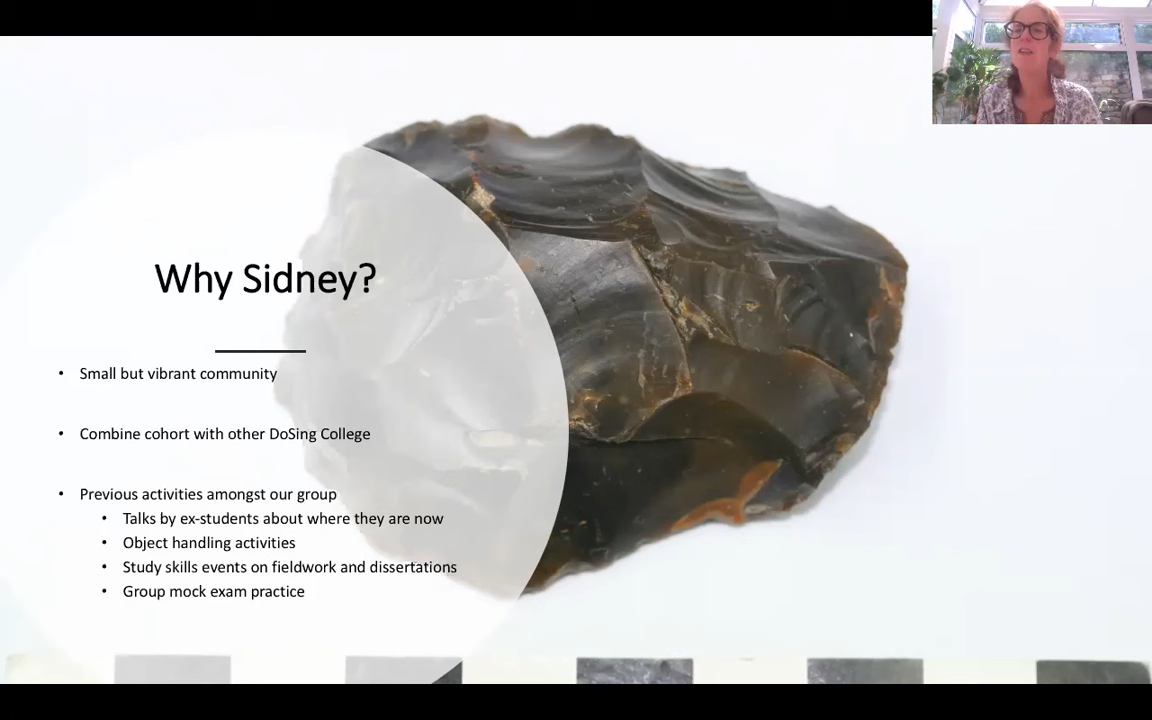 Why Sidney?
• Small but vibrant community
• Combine cohort with other DoSing College
• Previous activities amongst our group
• Talks by ex-students about where they are now
• Object handling activities
• Study skills events on fieldwork and dissertations
• Group mock exam practice